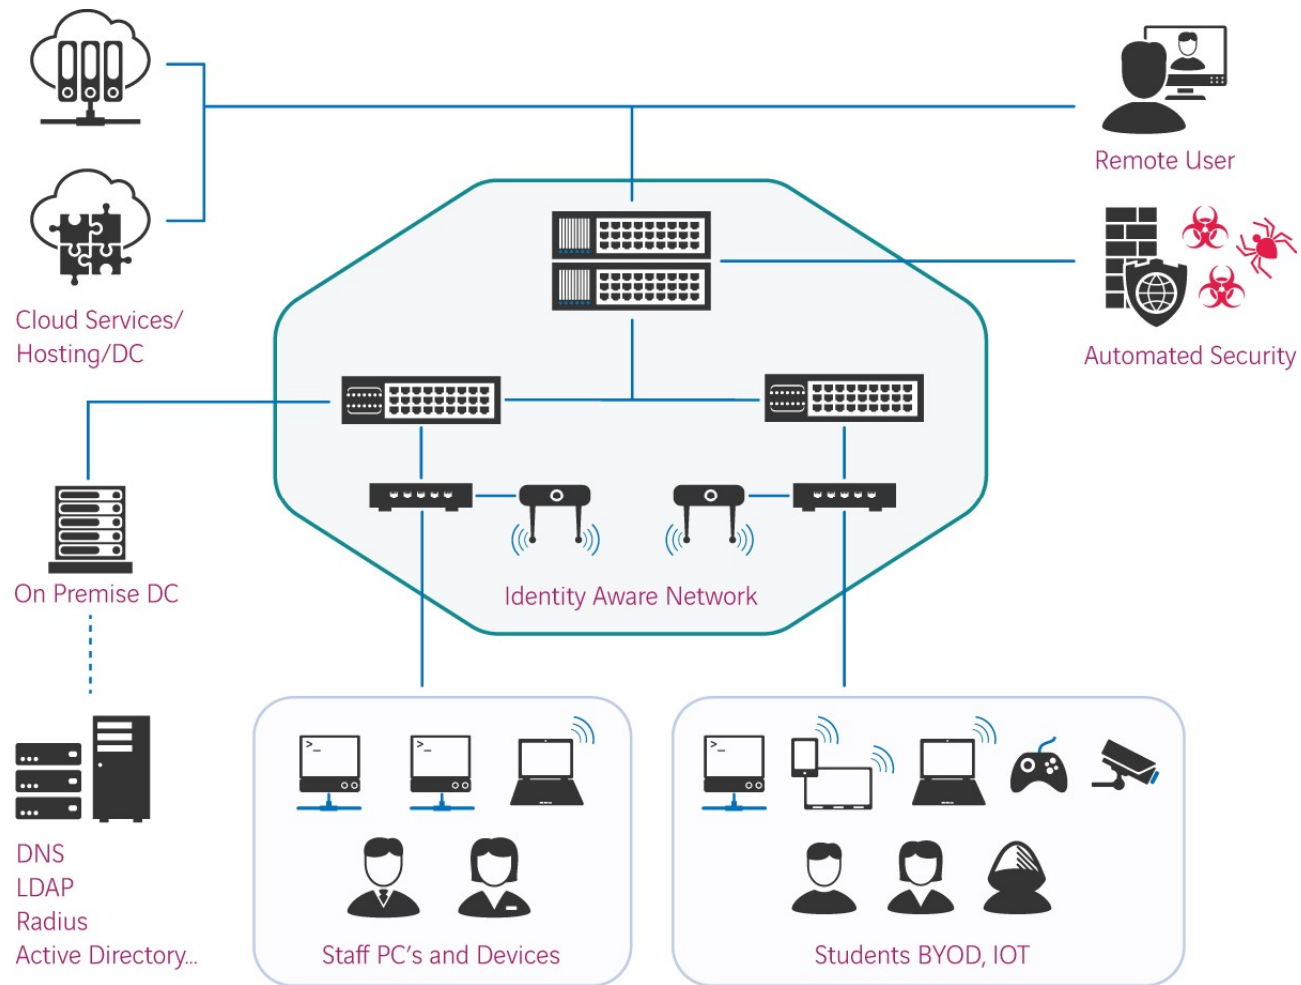 Remote User
Cloud Services/
Hosting/DC
Automated Security
On Premise DC
Identity Aware Network
>_
>_
>_
DNS
LDAP
Radius
Active Directory...
Staff PC's and Devices
Students BYOD, IOT